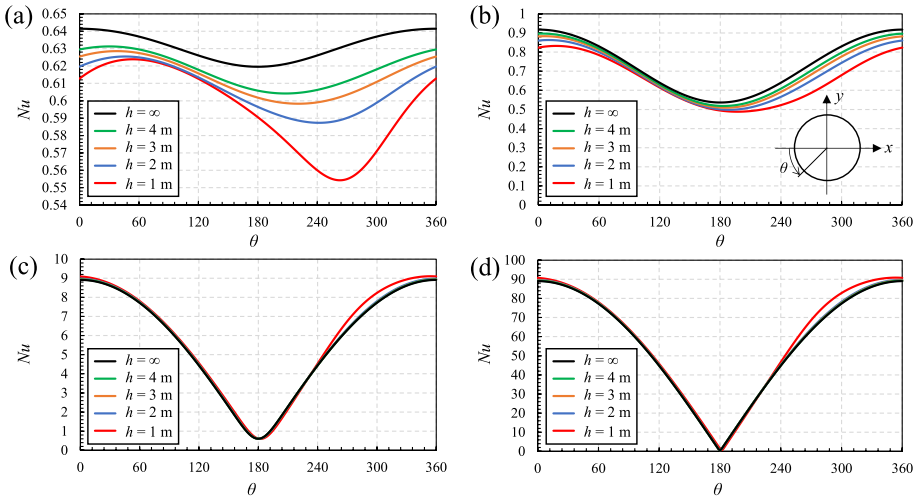 (a)
0.65
0.64
0.63
0.62
0.61
0.6
0.59
0.58
0.57
0.56
0.55
0.54
Nu
h = ∞
h = 4 m
h = 3 m
h = 2 m
h = 1 m
0 60 120 180 240 300 360
θ
(b)
1
0.9
0.8
0.7
0.6
0.5
0.4
0.3
0.2
0.1
0
Nu
h = ∞
h = 4 m
h = 3 m
h = 2 m
h = 1 m
y
x
θ
0 60 120 180 240 300 360
θ
(c)
10
9
8
7
6
5
4
3
2
1
0
Nu
h = ∞
h = 4 m
h = 3 m
h = 2 m
h = 1 m
0 60 120 180 240 300 360
θ
(d)
100
90
80
70
60
50
40
30
20
10
0
Nu
h = ∞
h = 4 m
h = 3 m
h = 2 m
h = 1 m
0 60 120 180 240 300 360
θ